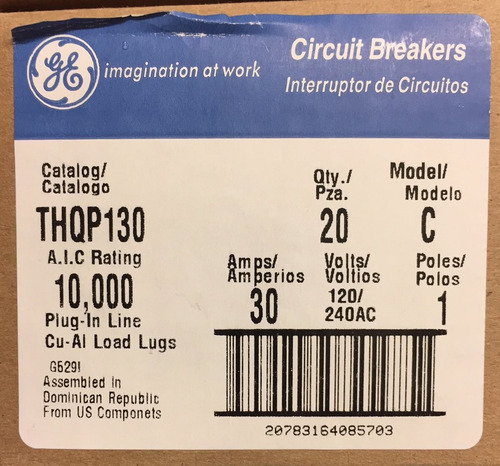 GE imagination at work
Circuit Breakers
Interruptor de Circuitos
Catalog/
Catalogo
THQP130
A.I.C Rating
10,000
Plug-In Line
Cu-Al Load Lugs
Qty./
Pza.
20
Model/
Modelo
C
Amps/
Amperios
30
Volts/
Voltios
120/
240AC
Poles/
Polos
1
G529!
Assembled in
Dominican Republic
From US Componets
20783164085703